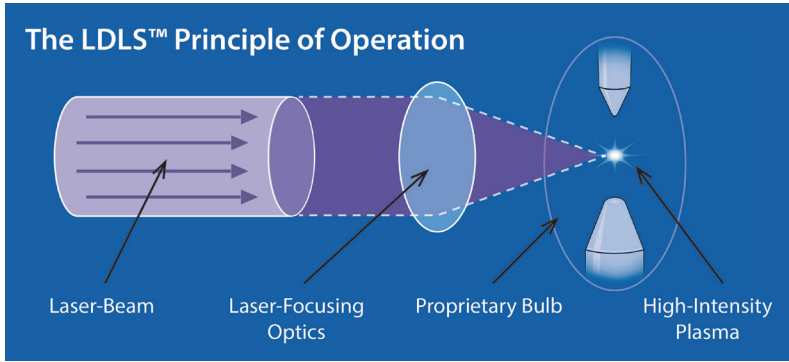 The LDLS™ Principle of Operation
Laser-Beam
Laser-Focusing
Optics
Proprietary Bulb
High-Intensity
Plasma